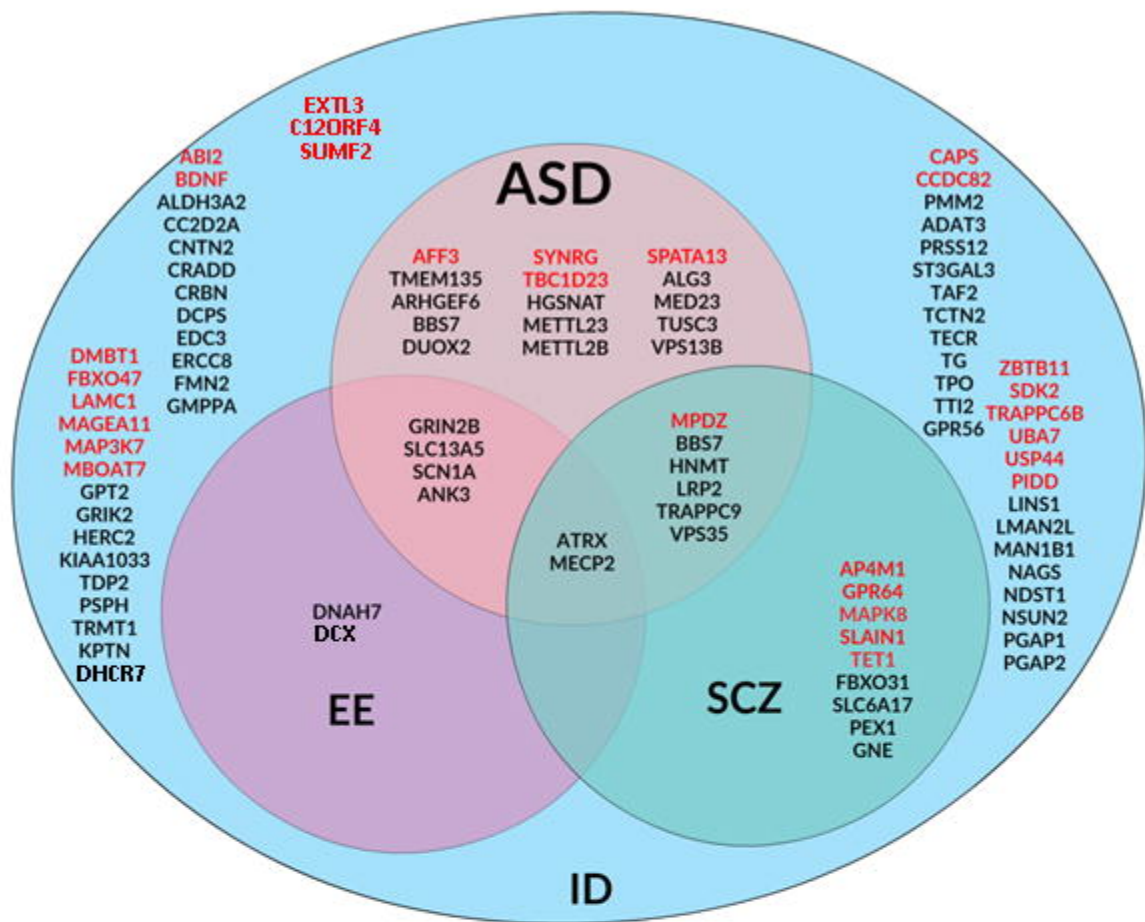 EXTL3
C12ORF4
SUMF2
ABI2
BDNF
ALDH3A2
CC2D2A
CNTN2
CRADD
CRBN
DCPS
EDC3
ERCC8
FMN2
GMPPA
DMBT1
FBXO47
LAMC1
MAGEA11
MAP3K7
MBOAT7
GPT2
GRIK2
HERC2
KIAA1033
TDP2
PSPH
TRMT1
KPTN
DHCR7
ASD
AFF3
TMEM135
ARHGEF6
BBS7
DUOX2
SYNRG
TBC1D23
HGSNAT
METTL23
METTL2B
SPATA13
ALG3
MED23
TUSC3
VPS13B
GRIN2B
SLC13A5
SCN1A
ANK3
MPDZ
BBS7
HNMT
LRP2
TRAPPC9
VPS35
ATRX
MECP2
DNAH7
DCX
EE
SCZ
AP4M1
GPR64
MAPK8
SLAIN1
TET1
FBXO31
SLC6A17
PEX1
GNE
CAPS
CCDC82
PMM2
ADAT3
PRSS12
ST3GAL3
TAF2
TCTN2
TECR
TG
TPO
TTI2
GPR56
ZBTB11
SDK2
TRAPPC6B
UBA7
USP44
PIDD
LINS1
LMAN2L
MAN1B1
NAGS
NDST1
NSUN2
PGAP1
PGAP2
ID